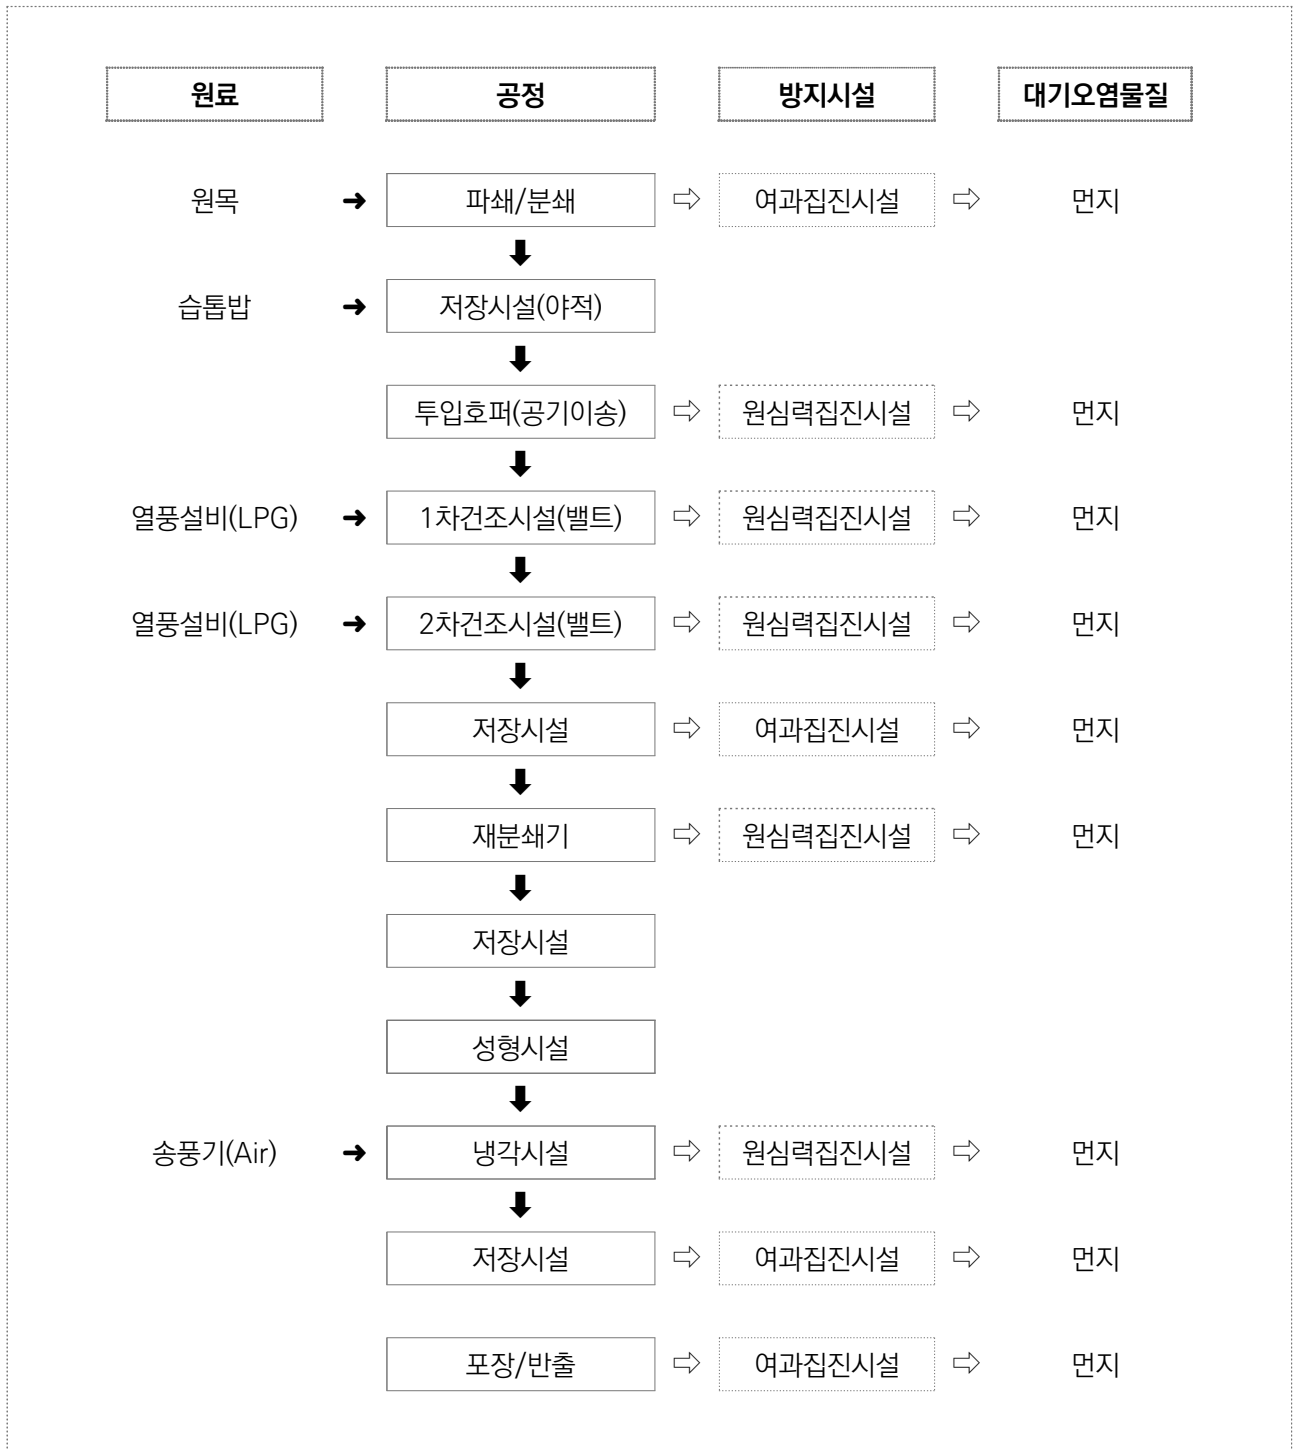 원료 공정 방지시설 대기오염물질
원목 → 파쇄/분쇄 ⇨ 여과집진시설 ⇨ 먼지
습톱밥 → 저장시설(야적)
투입호퍼(공기이송) ⇨ 원심력집진시설 ⇨ 먼지
열풍설비(LPG) → 1차건조시설(밸트) ⇨ 원심력집진시설 ⇨ 먼지
열풍설비(LPG) → 2차건조시설(밸트) ⇨ 원심력집진시설 ⇨ 먼지
저장시설 ⇨ 여과집진시설 ⇨ 먼지
재분쇄기 ⇨ 원심력집진시설 ⇨ 먼지
저장시설
성형시설
송풍기(Air) → 냉각시설 ⇨ 원심력집진시설 ⇨ 먼지
저장시설 ⇨ 여과집진시설 ⇨ 먼지
포장/반출 ⇨ 여과집진시설 ⇨ 먼지